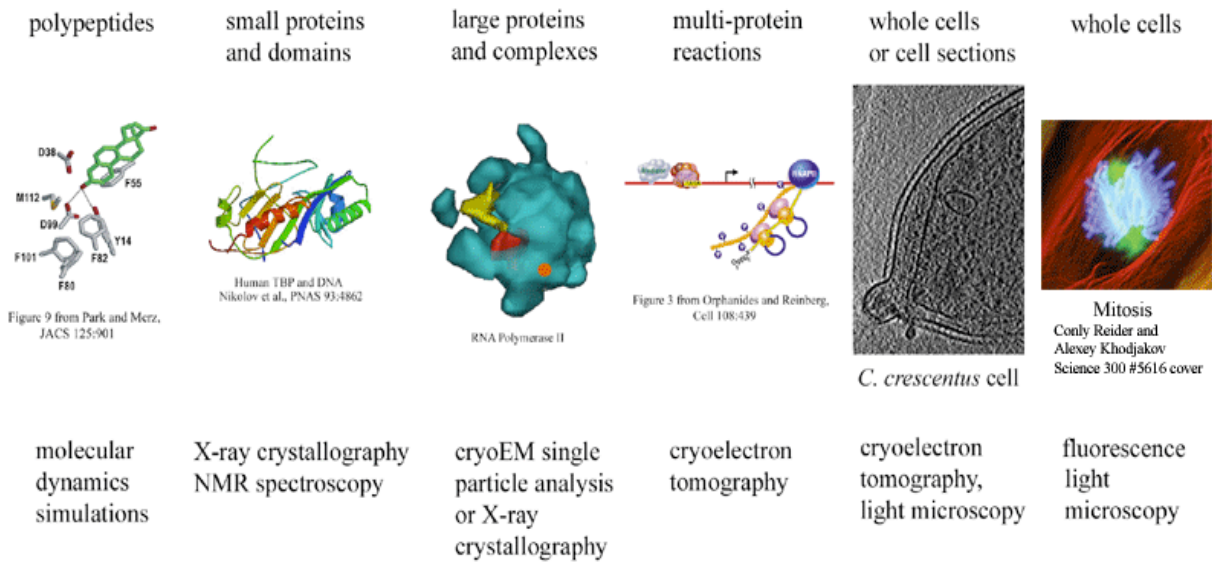 polypeptides
small proteins
and domains
large proteins
and complexes
multi-protein
reactions
whole cells
or cell sections
whole cells
D38
F55
M112
D99
Y14
F101
F82
F80
Figure 9 from Park and Merz,
JACS 125:901
Human TBP and DNA
Nikolov et al., PNAS 93:4862
RNA Polymerase II
Figure 3 from Orphanides and Reinberg,
Cell 108:439
C. crescentus cell
Mitosis
Conly Reider and
Alexey Khodjakov
Science 300 #5616 cover
molecular
dynamics
simulations
X-ray crystallography
NMR spectroscopy
cryoEM single
particle analysis
or X-ray
crystallography
cryoelectron
tomography
cryoelectron
tomography,
light microscopy
fluorescence
light
microscopy